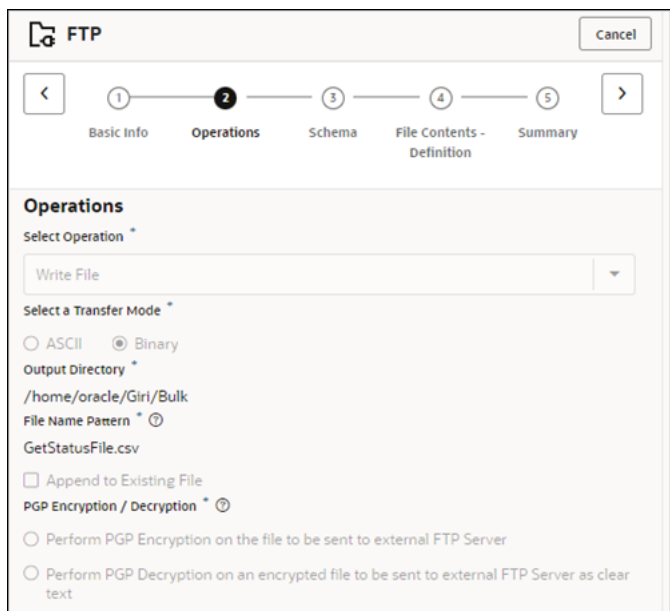 FTP
Cancel
1
2
3
4
5
Basic Info
Operations
Schema
File Contents -
Definition
Summary
Operations
Select Operation *
Write File
Select a Transfer Mode *
ASCII
Binary
Output Directory *
/home/oracle/Giri/Bulk
File Name Pattern * ?
GetStatusFile.csv
Append to Existing File
PGP Encryption / Decryption * ?
Perform PGP Encryption on the file to be sent to external FTP Server
Perform PGP Decryption on an encrypted file to be sent to external FTP Server as clear
text